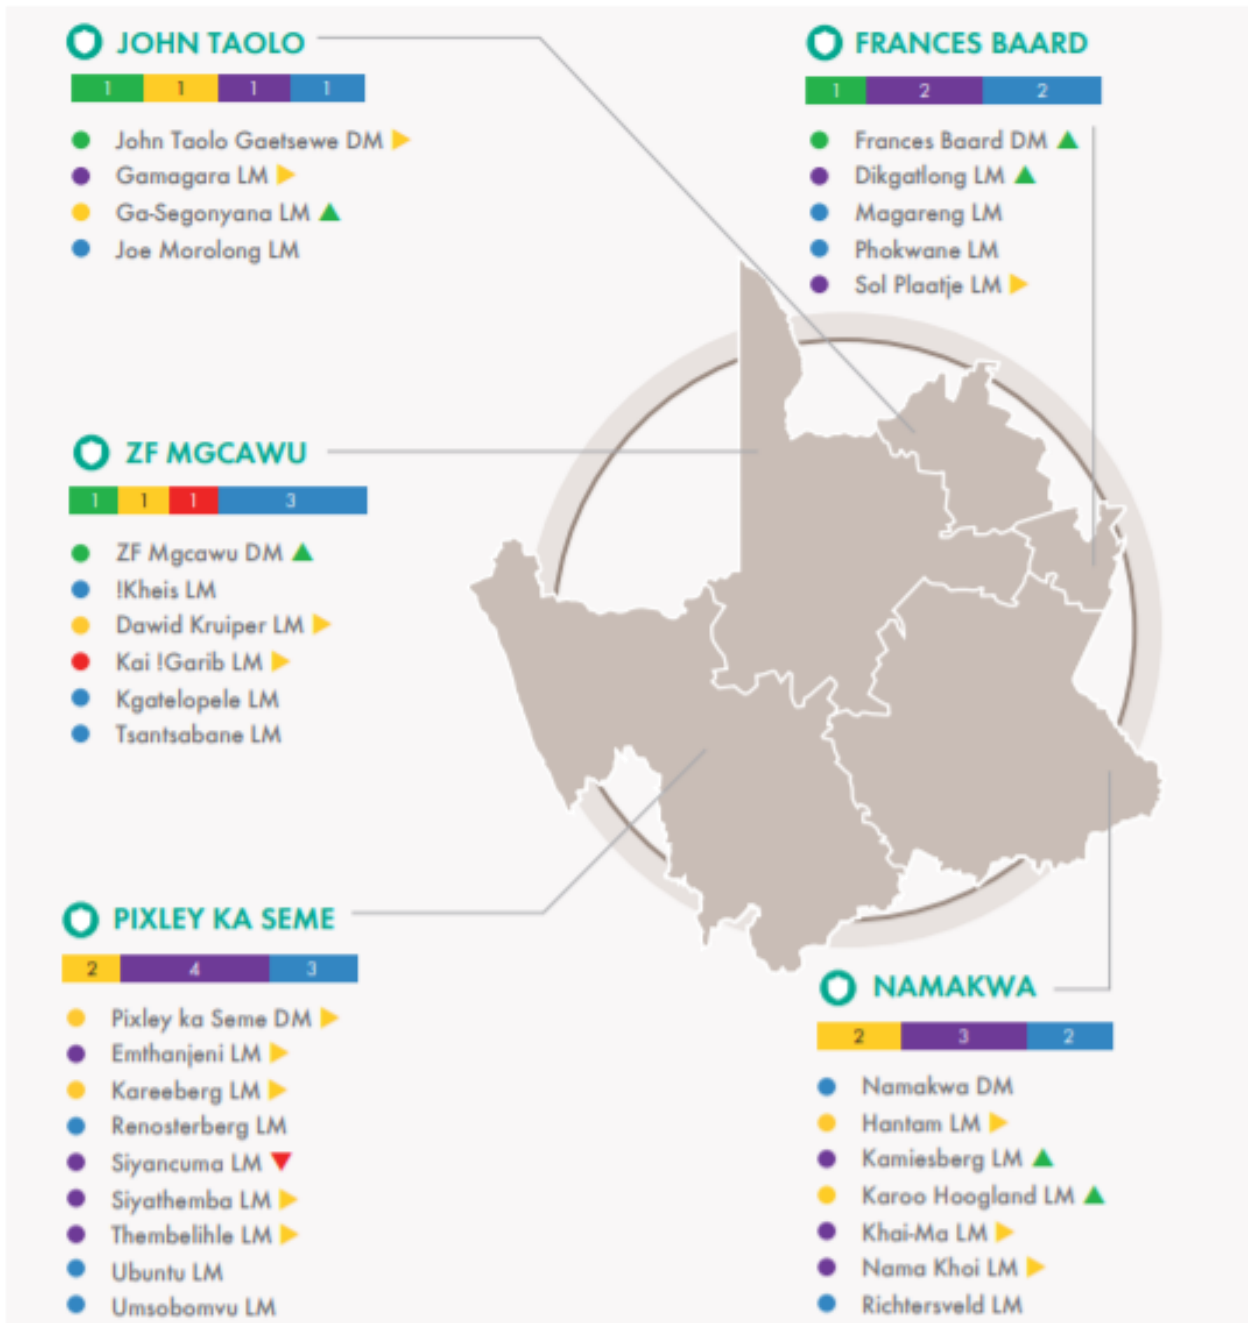 JOHN TAOLO
1 1 1 1
John Taolo Gaetsewe DM
Gamagara LM
Ga-Segonyana LM
Joe Morolong LM
FRANCES BAARD
1 2 2
Frances Baard DM
Dikgatlong LM
Magareng LM
Phokwane LM
Sol Plaatje LM
ZF MGCAWU
1 1 1 3
ZF Mgcawu DM
!Kheis LM
Dawid Kruiper LM
Kai !Garib LM
Kgatelopele LM
Tsantsabane LM
PIXLEY KA SEME
2 4 3
Pixley ka Seme DM
Emthanjeni LM
Kareeberg LM
Renosterberg LM
Siyancuma LM
Siyathemba LM
Thembelihle LM
Ubuntu LM
Umsobomvu LM
NAMAKWA
2 3 2
Namakwa DM
Hantam LM
Kamiesberg LM
Karoo Hoogland LM
Khai-Ma LM
Nama Khoi LM
Richtersveld LM